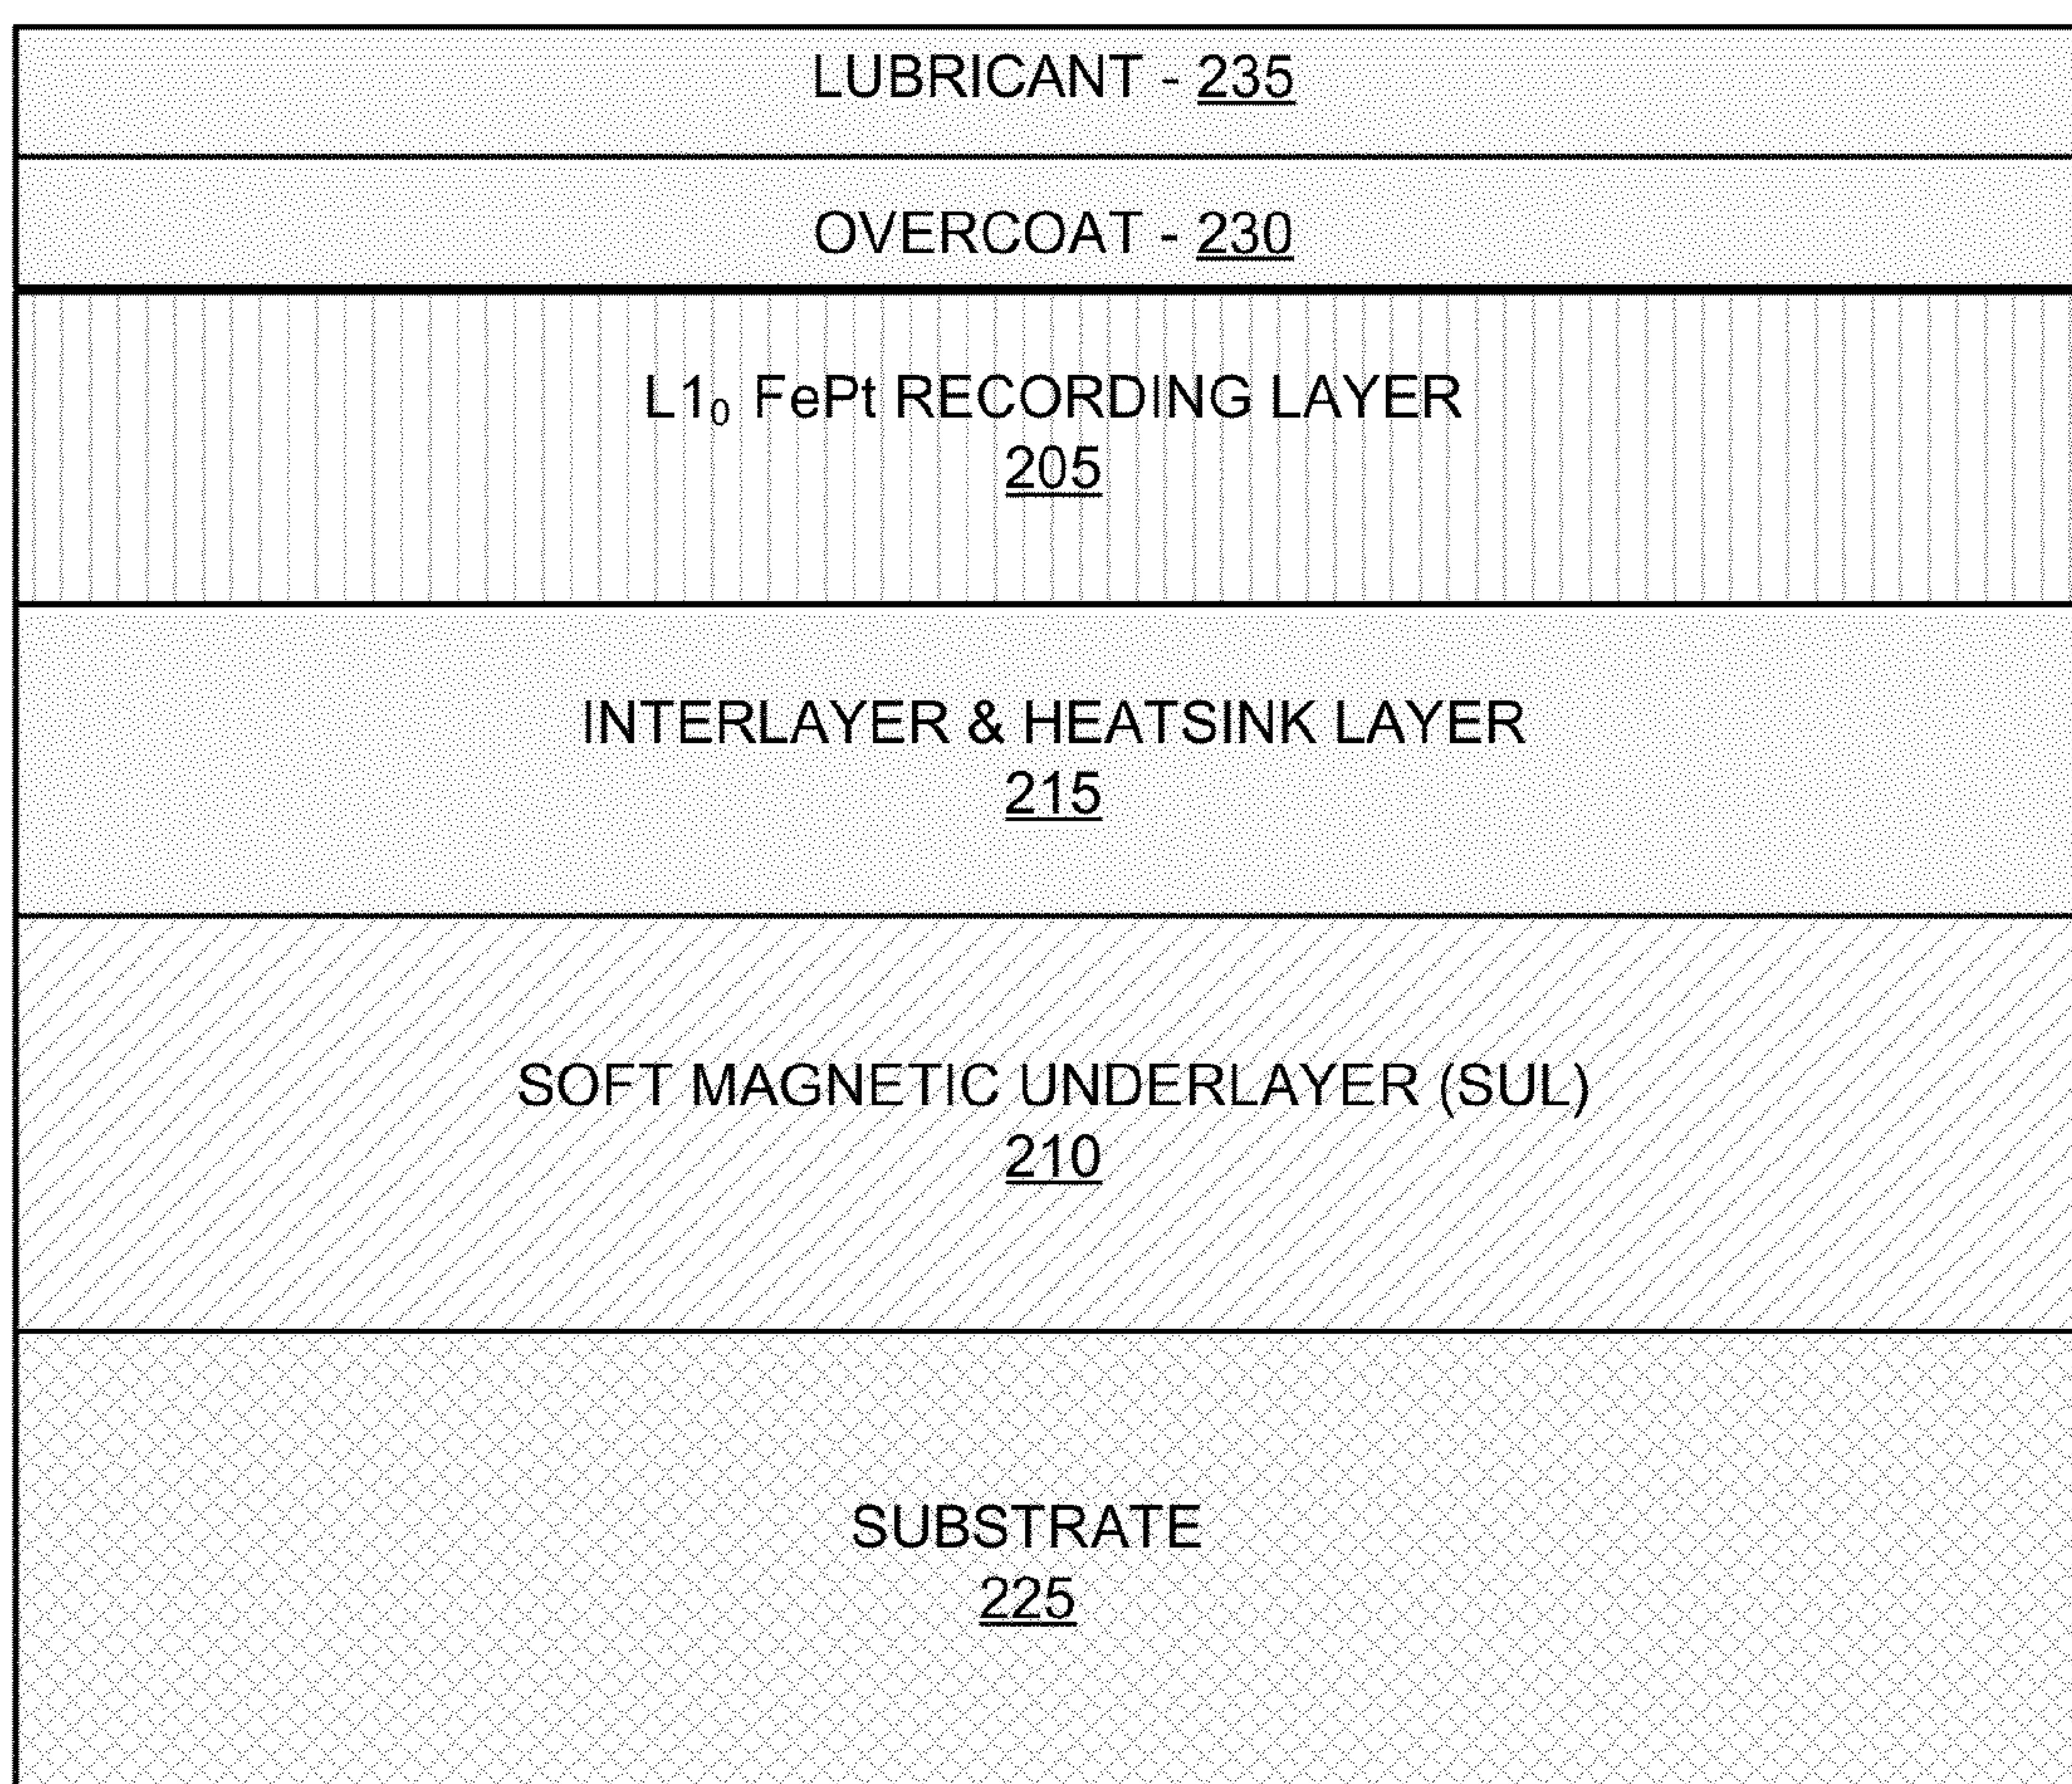 LUBRICANT - 235
OVERCOAT - 230
L1₀ FePt RECORDING LAYER
205
INTERLAYER & HEATSINK LAYER
215
SOFT MAGNETIC UNDERLAYER (SUL)
210
SUBSTRATE
225